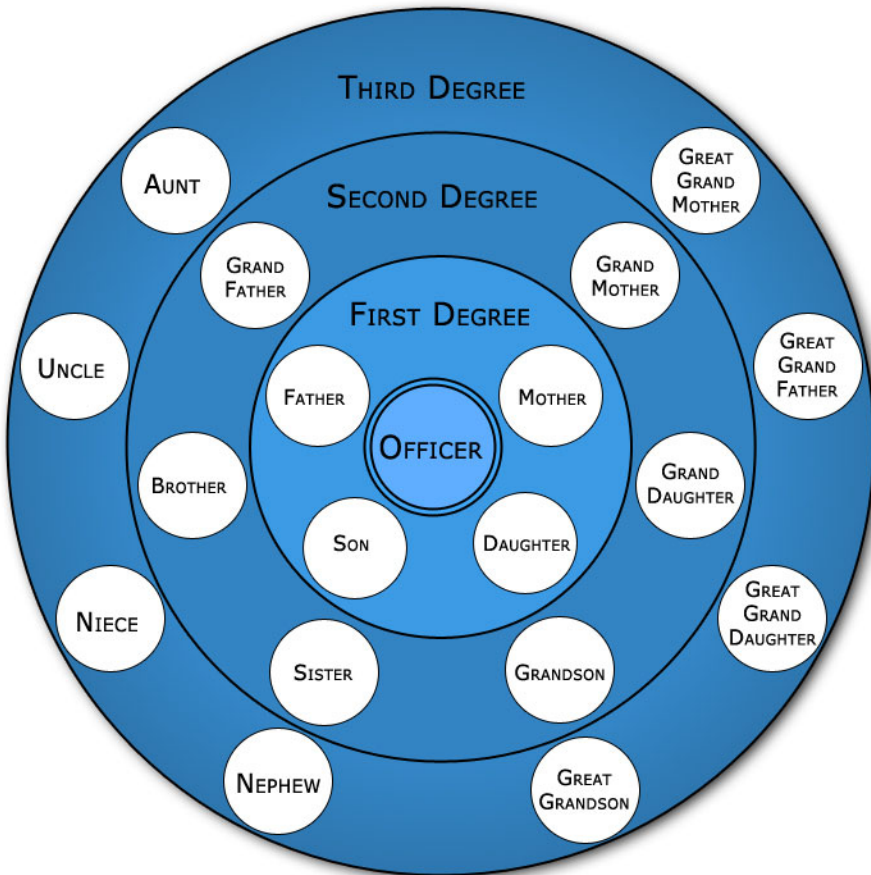 Third Degree
Aunt
Great
Grand
Mother
Second Degree
Grand
Father
Grand
Mother
First Degree
Uncle
Great
Grand
Father
Father
Mother
Officer
Brother
Grand
Daughter
Son
Daughter
Niece
Great
Grand
Daughter
Sister
Grandson
Nephew
Great
Grandson